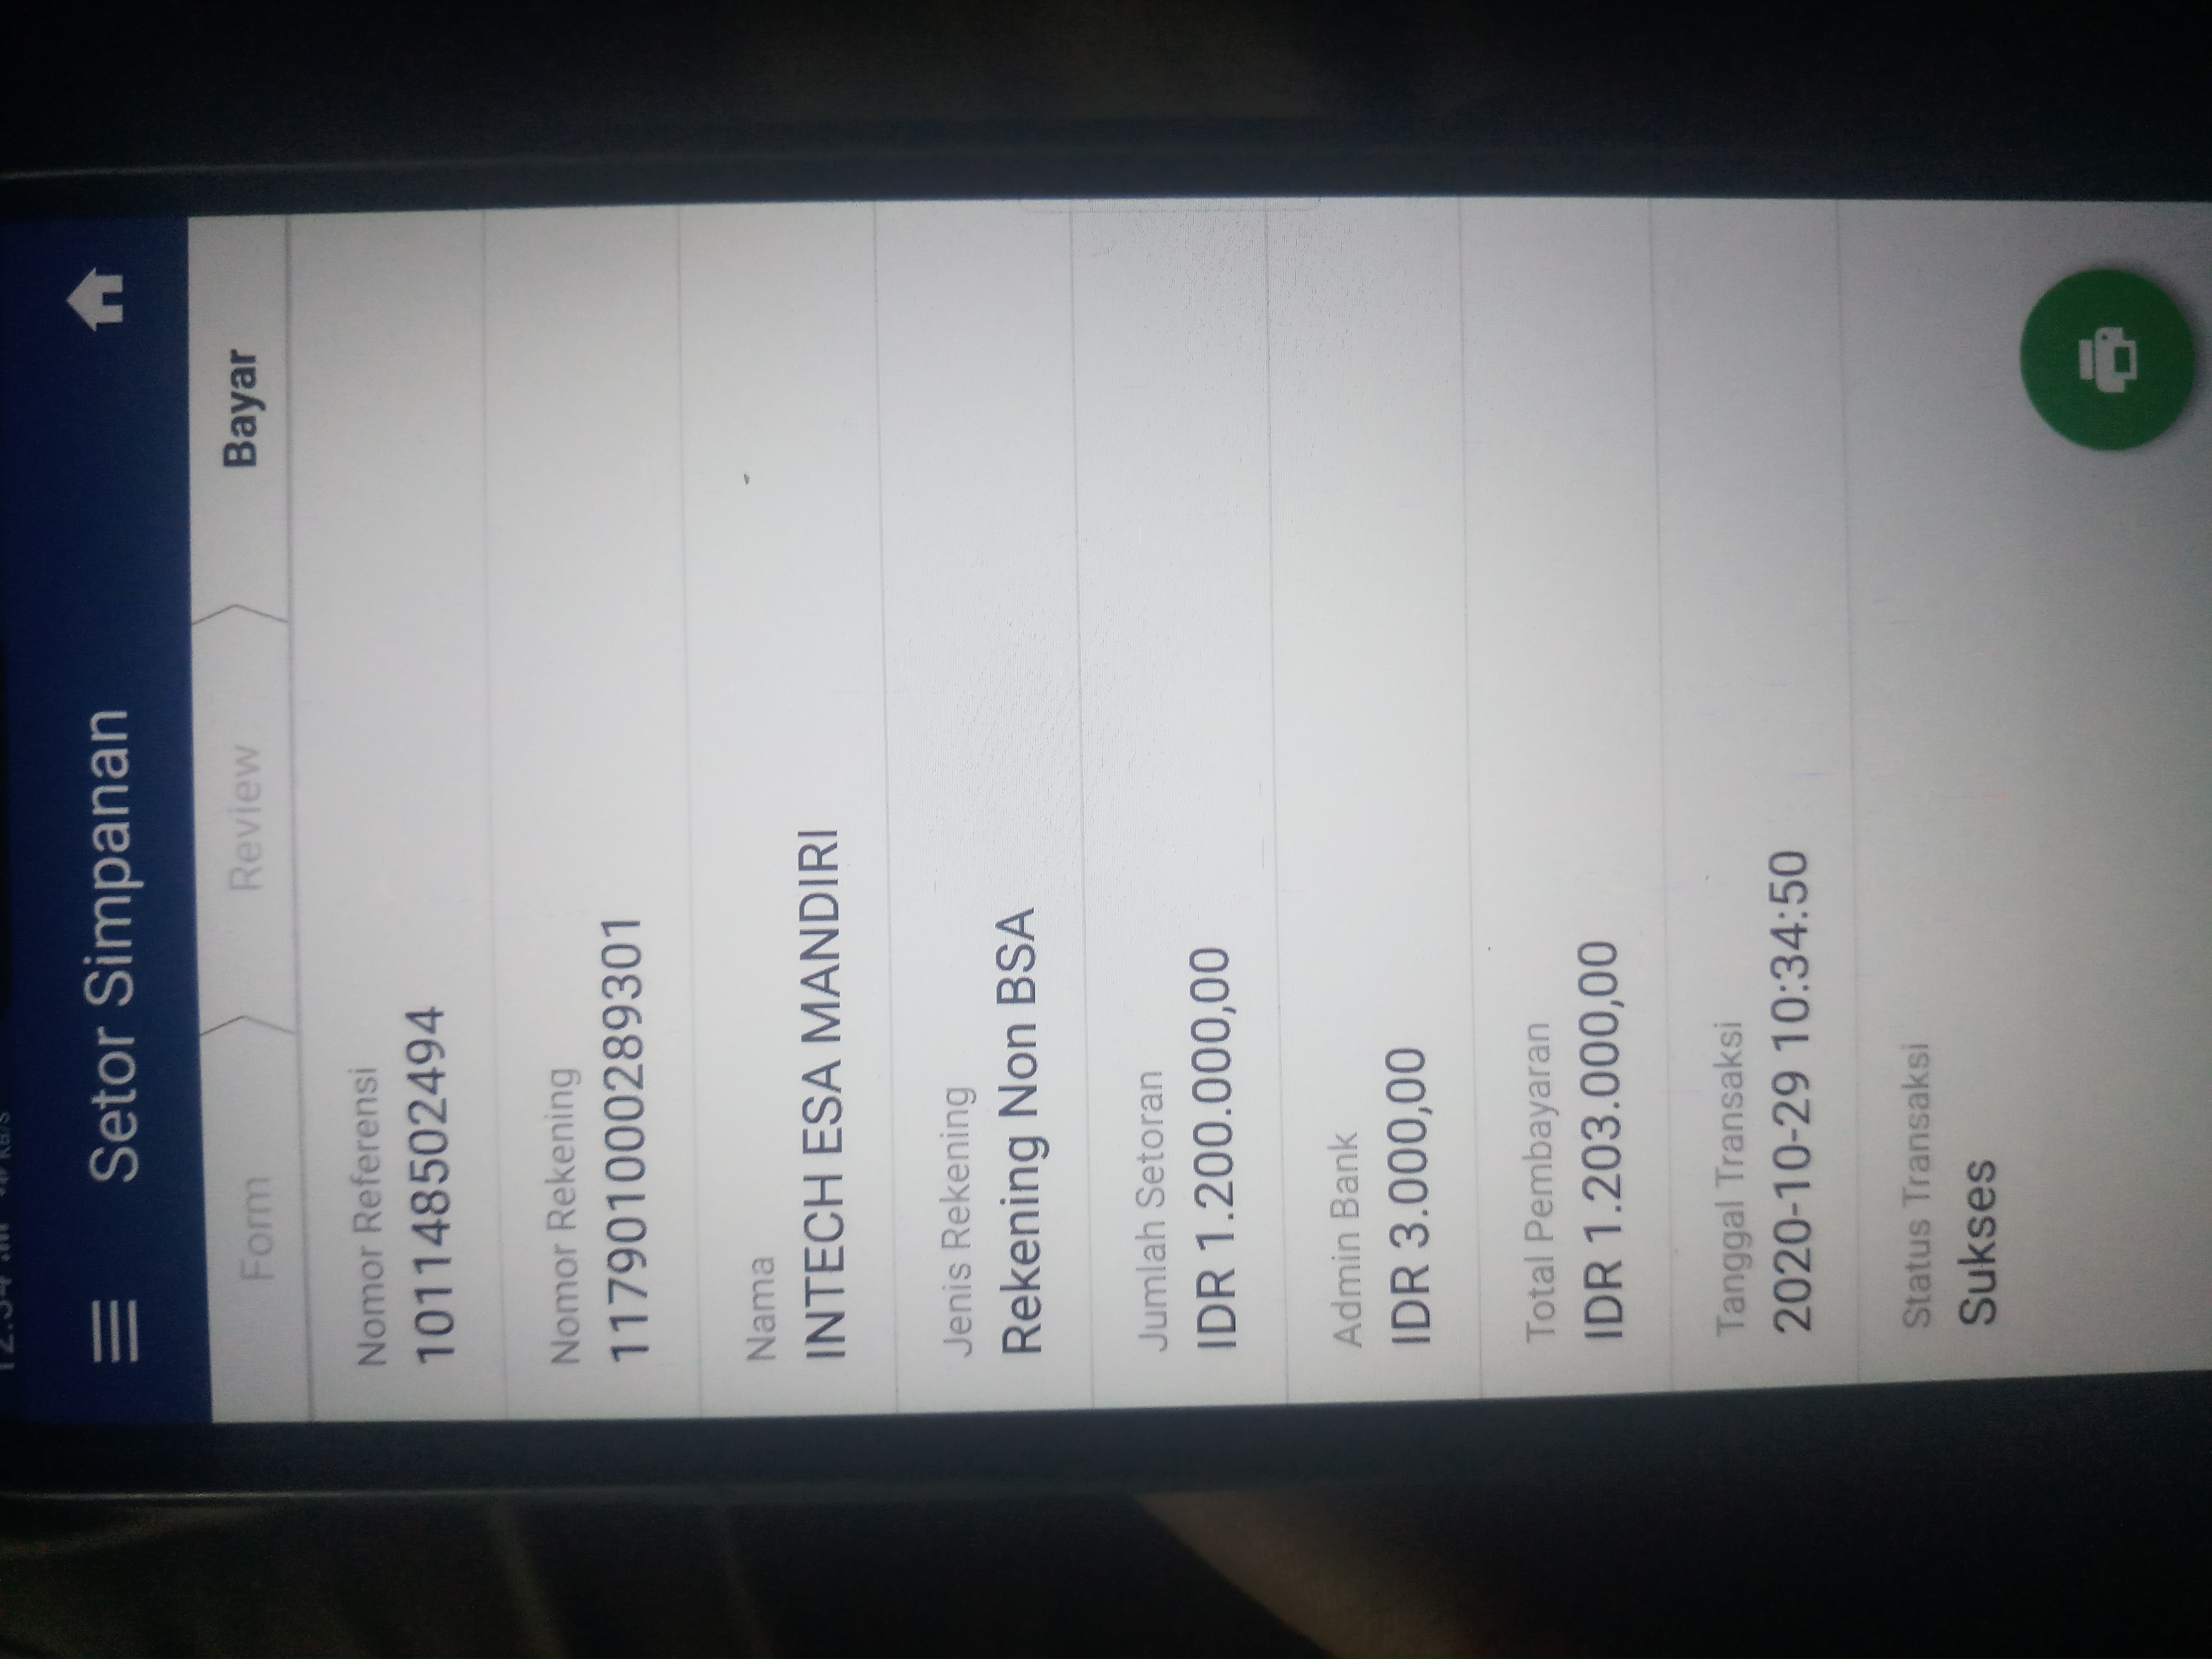 Setor Simpanan
Form
Review
Bayar
Nomor Referensi
101148502494
Nomor Rekening
117901000289301
Nama
INTECH ESA MANDIRI
Jenis Rekening
Rekening Non BSA
Jumlah Setoran
IDR 1.200.000,00
Admin Bank
IDR 3.000,00
Total Pembayaran
IDR 1.203.000,00
Tanggal Transaksi
2020-10-29 10:34:50
Status Transaksi
Sukses